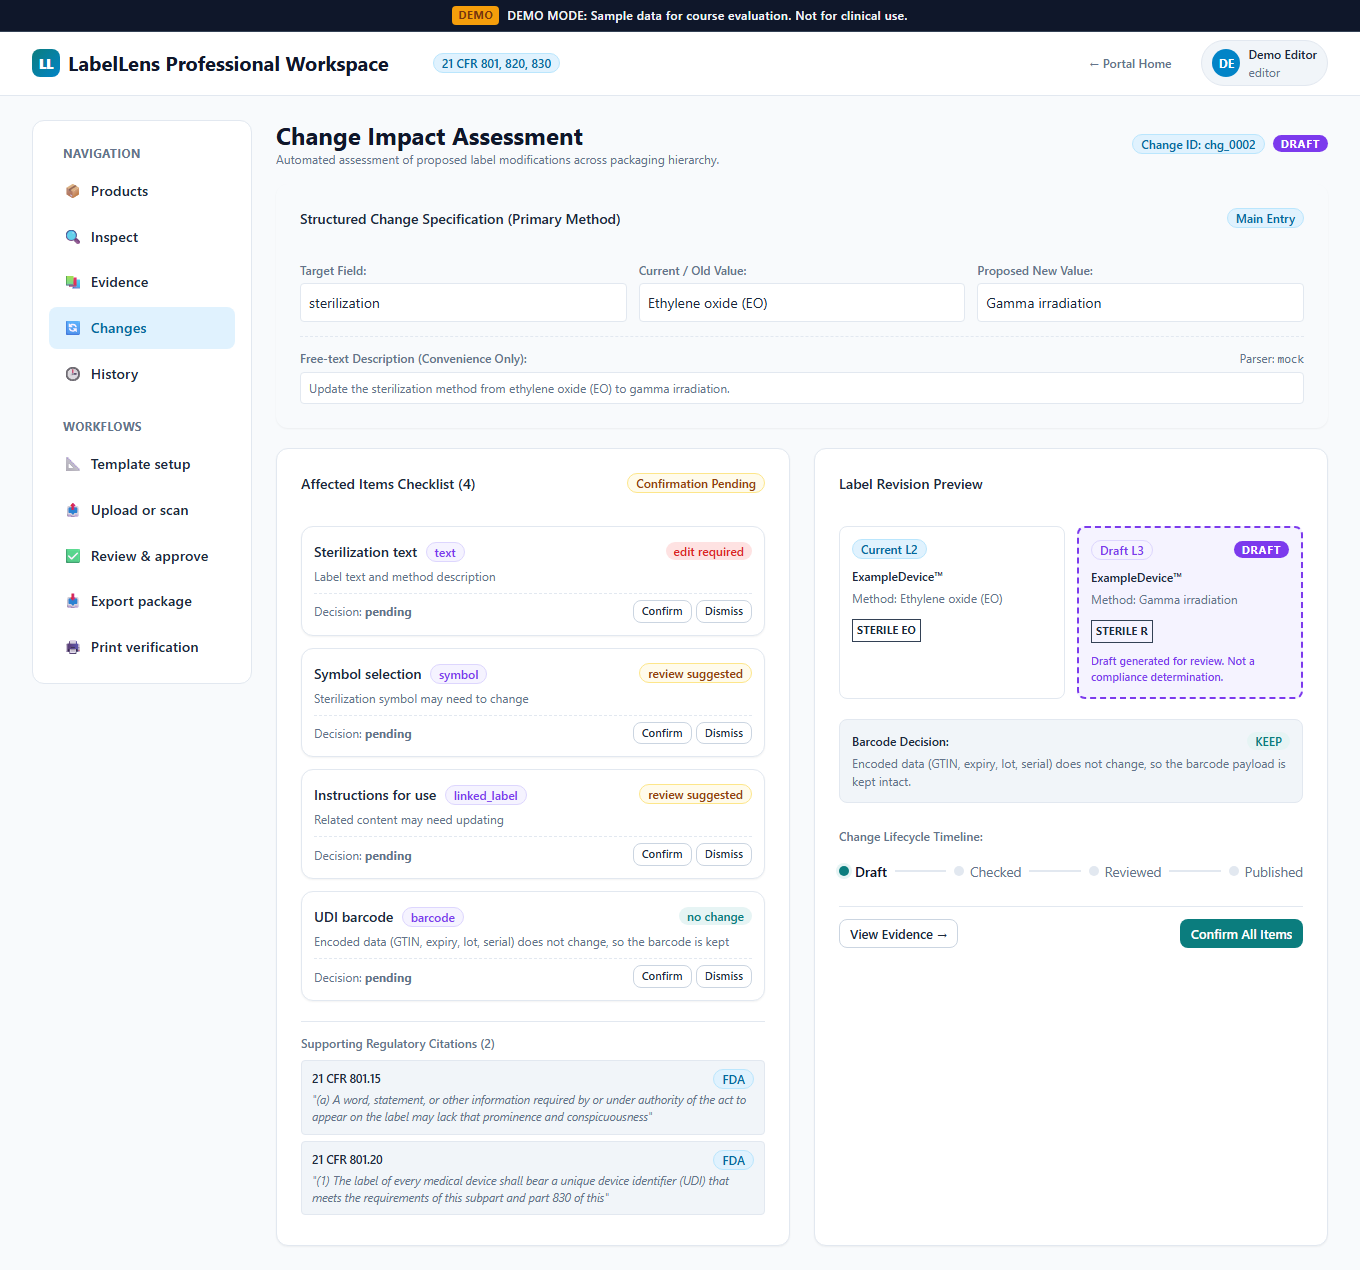 DEMO DEMO MODE: Sample data for course evaluation. Not for clinical use.
LL LabelLens Professional Workspace
21 CFR 801, 820, 830
← Portal Home
DE
Demo Editor
editor
NAVIGATION
Products
Inspect
Evidence
Changes
History
WORKFLOWS
Template setup
Upload or scan
Review & approve
Export package
Print verification
Change Impact Assessment
Automated assessment of proposed label modifications across packaging hierarchy.
Change ID: chg_0002
DRAFT
Structured Change Specification (Primary Method)
Main Entry
Target Field:
sterilization
Current / Old Value:
Ethylene oxide (EO)
Proposed New Value:
Gamma irradiation
Free-text Description (Convenience Only):
Parser: mock
Update the sterilization method from ethylene oxide (EO) to gamma irradiation.
Affected Items Checklist (4)
Confirmation Pending
Sterilization text text
edit required
Label text and method description
Decision: pending
Confirm Dismiss
Symbol selection symbol
review suggested
Sterilization symbol may need to change
Decision: pending
Confirm Dismiss
Instructions for use linked_label
review suggested
Related content may need updating
Decision: pending
Confirm Dismiss
UDI barcode barcode
no change
Encoded data (GTIN, expiry, lot, serial) does not change, so the barcode is kept
Decision: pending
Confirm Dismiss
Supporting Regulatory Citations (2)
21 CFR 801.15
FDA
"(a) A word, statement, or other information required by or under authority of the act to
appear on the label may lack that prominence and conspicuousness"
21 CFR 801.20
FDA
"(1) The label of every medical device shall bear a unique device identifier (UDI) that
meets the requirements of this subpart and part 830 of this"
Label Revision Preview
Current L2
ExampleDevice™
Method: Ethylene oxide (EO)
STERILE EO
Draft L3
DRAFT
ExampleDevice™
Method: Gamma irradiation
STERILE R
Draft generated for review. Not a
compliance determination.
Barcode Decision:
KEEP
Encoded data (GTIN, expiry, lot, serial) does not change, so the barcode payload is
kept intact.
Change Lifecycle Timeline:
Draft
Checked
Reviewed
Published
View Evidence →
Confirm All Items